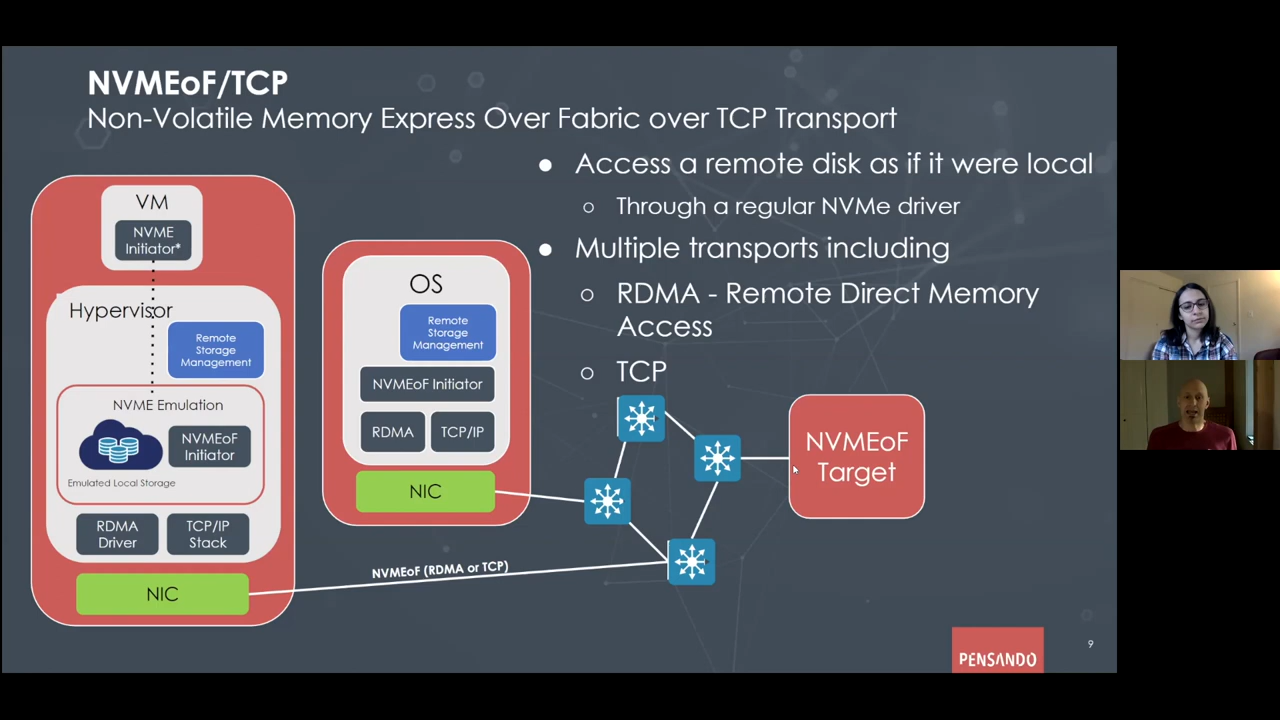 NVMEoF/TCP
Non-Volatile Memory Express Over Fabric over TCP Transport
● Access a remote disk as if it were local
○ Through a regular NVMe driver
● Multiple transports including
○ RDMA - Remote Direct Memory
Access
○ TCP
VM
NVME
Initiator*
Hypervisor
Remote
Storage
Management
NVME Emulation
NVMEoF
Initiator
Emulated Local Storage
RDMA
Driver
TCP/IP
Stack
NIC
OS
Remote
Storage
Management
NVMEoF Initiator
RDMA
TCP/IP
NIC
NVMEoF (RDMA or TCP)
NVMEoF
Target
9
PENSANDO